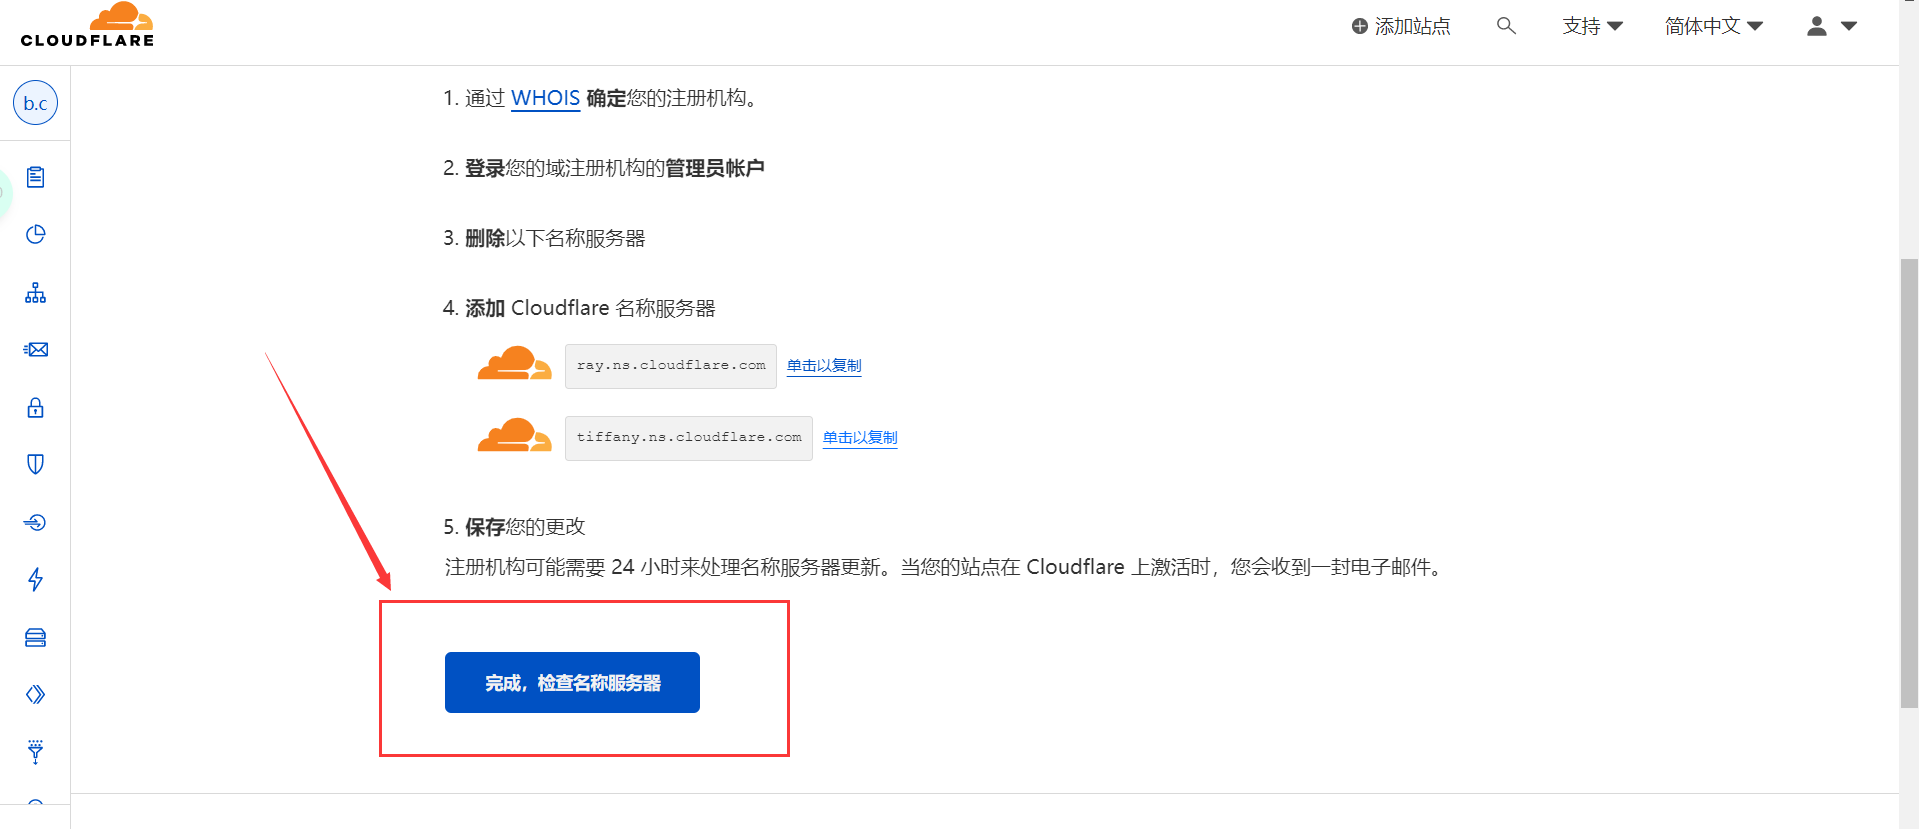 CLOUDFLARE
添加站点
支持
简体中文
b.c
1. 通过 WHOIS 确定您的注册机构。
2. 登录您的域注册机构的管理员帐户
3. 删除以下名称服务器
4. 添加 Cloudflare 名称服务器
ray.ns.cloudflare.com 单击以复制
tiffany.ns.cloudflare.com 单击以复制
5. 保存您的更改
注册机构可能需要 24 小时来处理名称服务器更新。当您的站点在 Cloudflare 上激活时，您会收到一封电子邮件。
完成，检查名称服务器